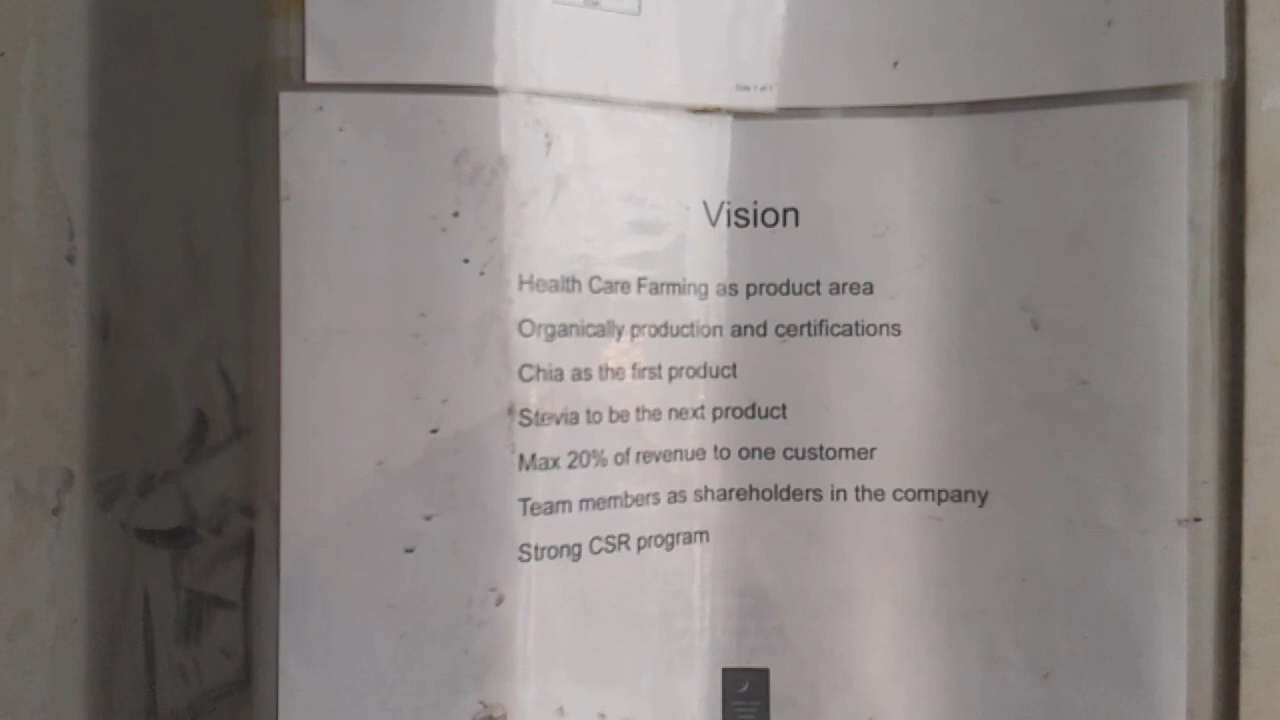 Vision
Health Care Farming as product area
Organically production and certifications
Chia as the first product
Stevia to be the next product
Max 20% of revenue to one customer
Team members as shareholders in the company
Strong CSR program